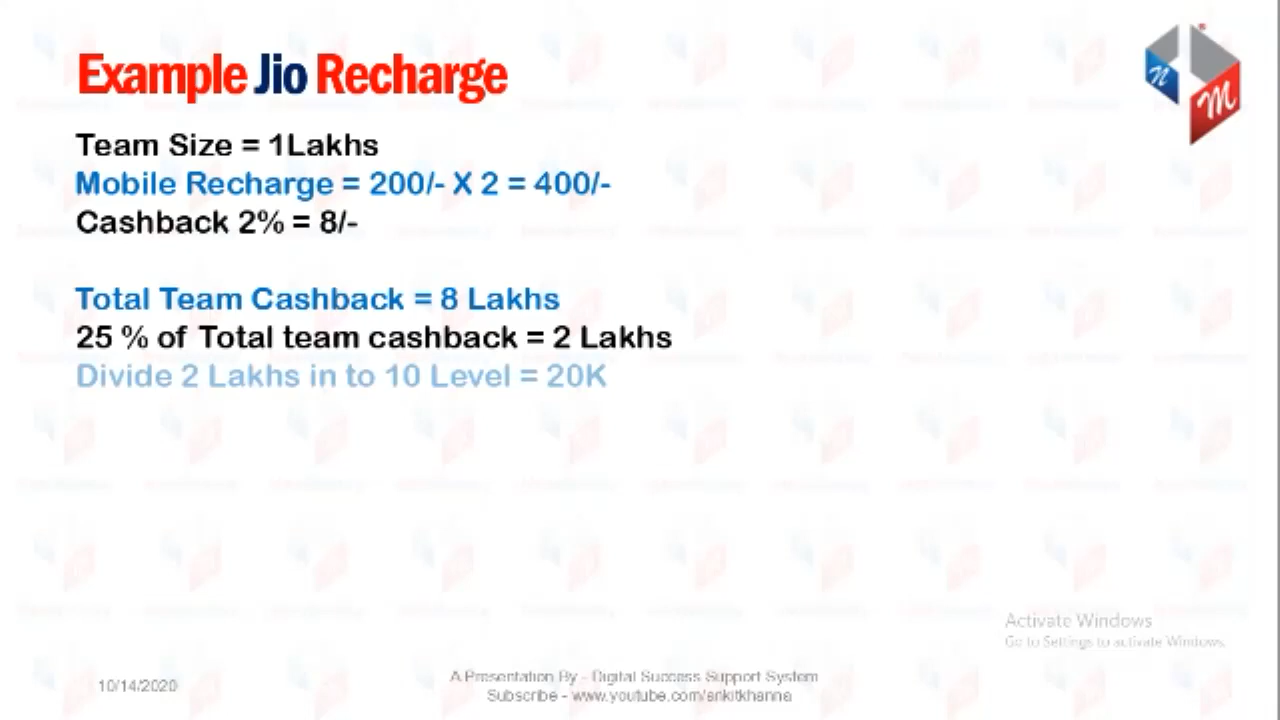 Example Jio Recharge
Team Size = 1Lakhs
Mobile Recharge = 200/- X 2 = 400/-
Cashback 2% = 8/-
Total Team Cashback = 8 Lakhs
25 % of Total team cashback = 2 Lakhs
Divide 2 Lakhs in to 10 Level = 20K
n M
Activate Windows
Go to Settings to activate Windows.
10/14/2020
A Presentation By - Digital Success Support System
Subscribe - www.youtube.com/ankitkhanna